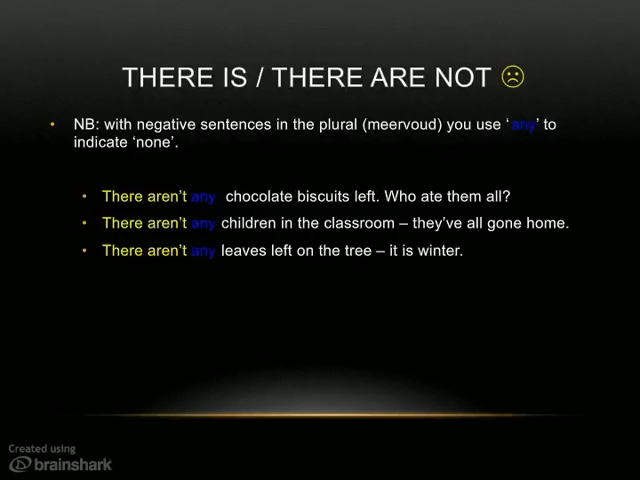 THERE IS / THERE ARE NOT ☹
• NB: with negative sentences in the plural (meervoud) you use ‘any’ to
indicate ‘none’.
• There aren’t any chocolate biscuits left. Who ate them all?
• There aren’t any children in the classroom – they’ve all gone home.
• There aren’t any leaves left on the tree – it is winter.
Created using
brainshark